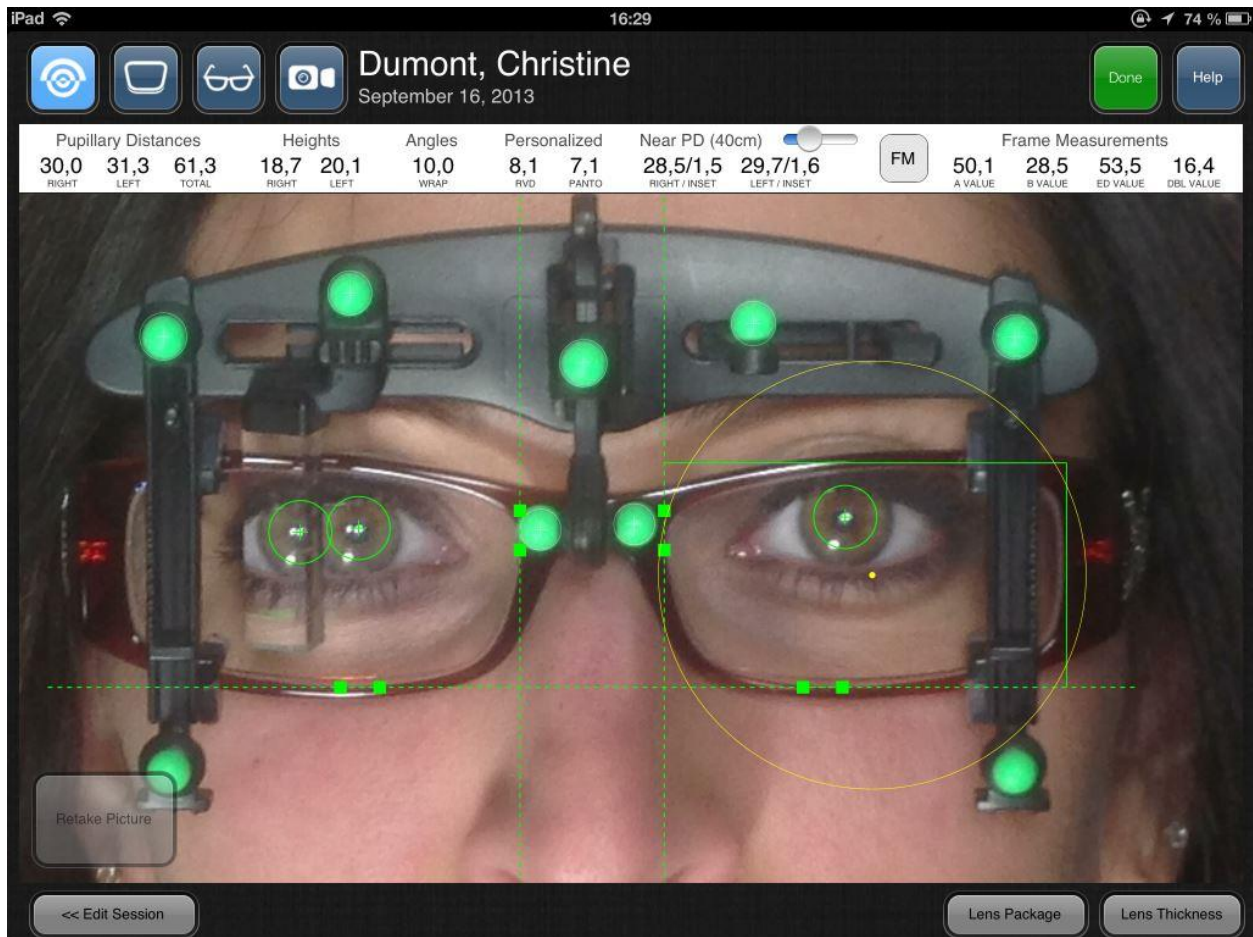 iPad 16:29 74 %
Dumont, Christine
September 16, 2013
Done
Help
Pupillary Distances Heights Angles Personalized Near PD (40cm) FM Frame Measurements
30,0 31,3 61,3 18,7 20,1 10,0 8,1 7,1 28,5/1,5 29,7/1,6 50,1 28,5 53,5 16,4
RIGHT LEFT TOTAL RIGHT LEFT WRAP RVD PANTO RIGHT / INSET LEFT / INSET A VALUE B VALUE ED VALUE DBL VALUE
Retake Picture
<< Edit Session
Lens Package
Lens Thickness